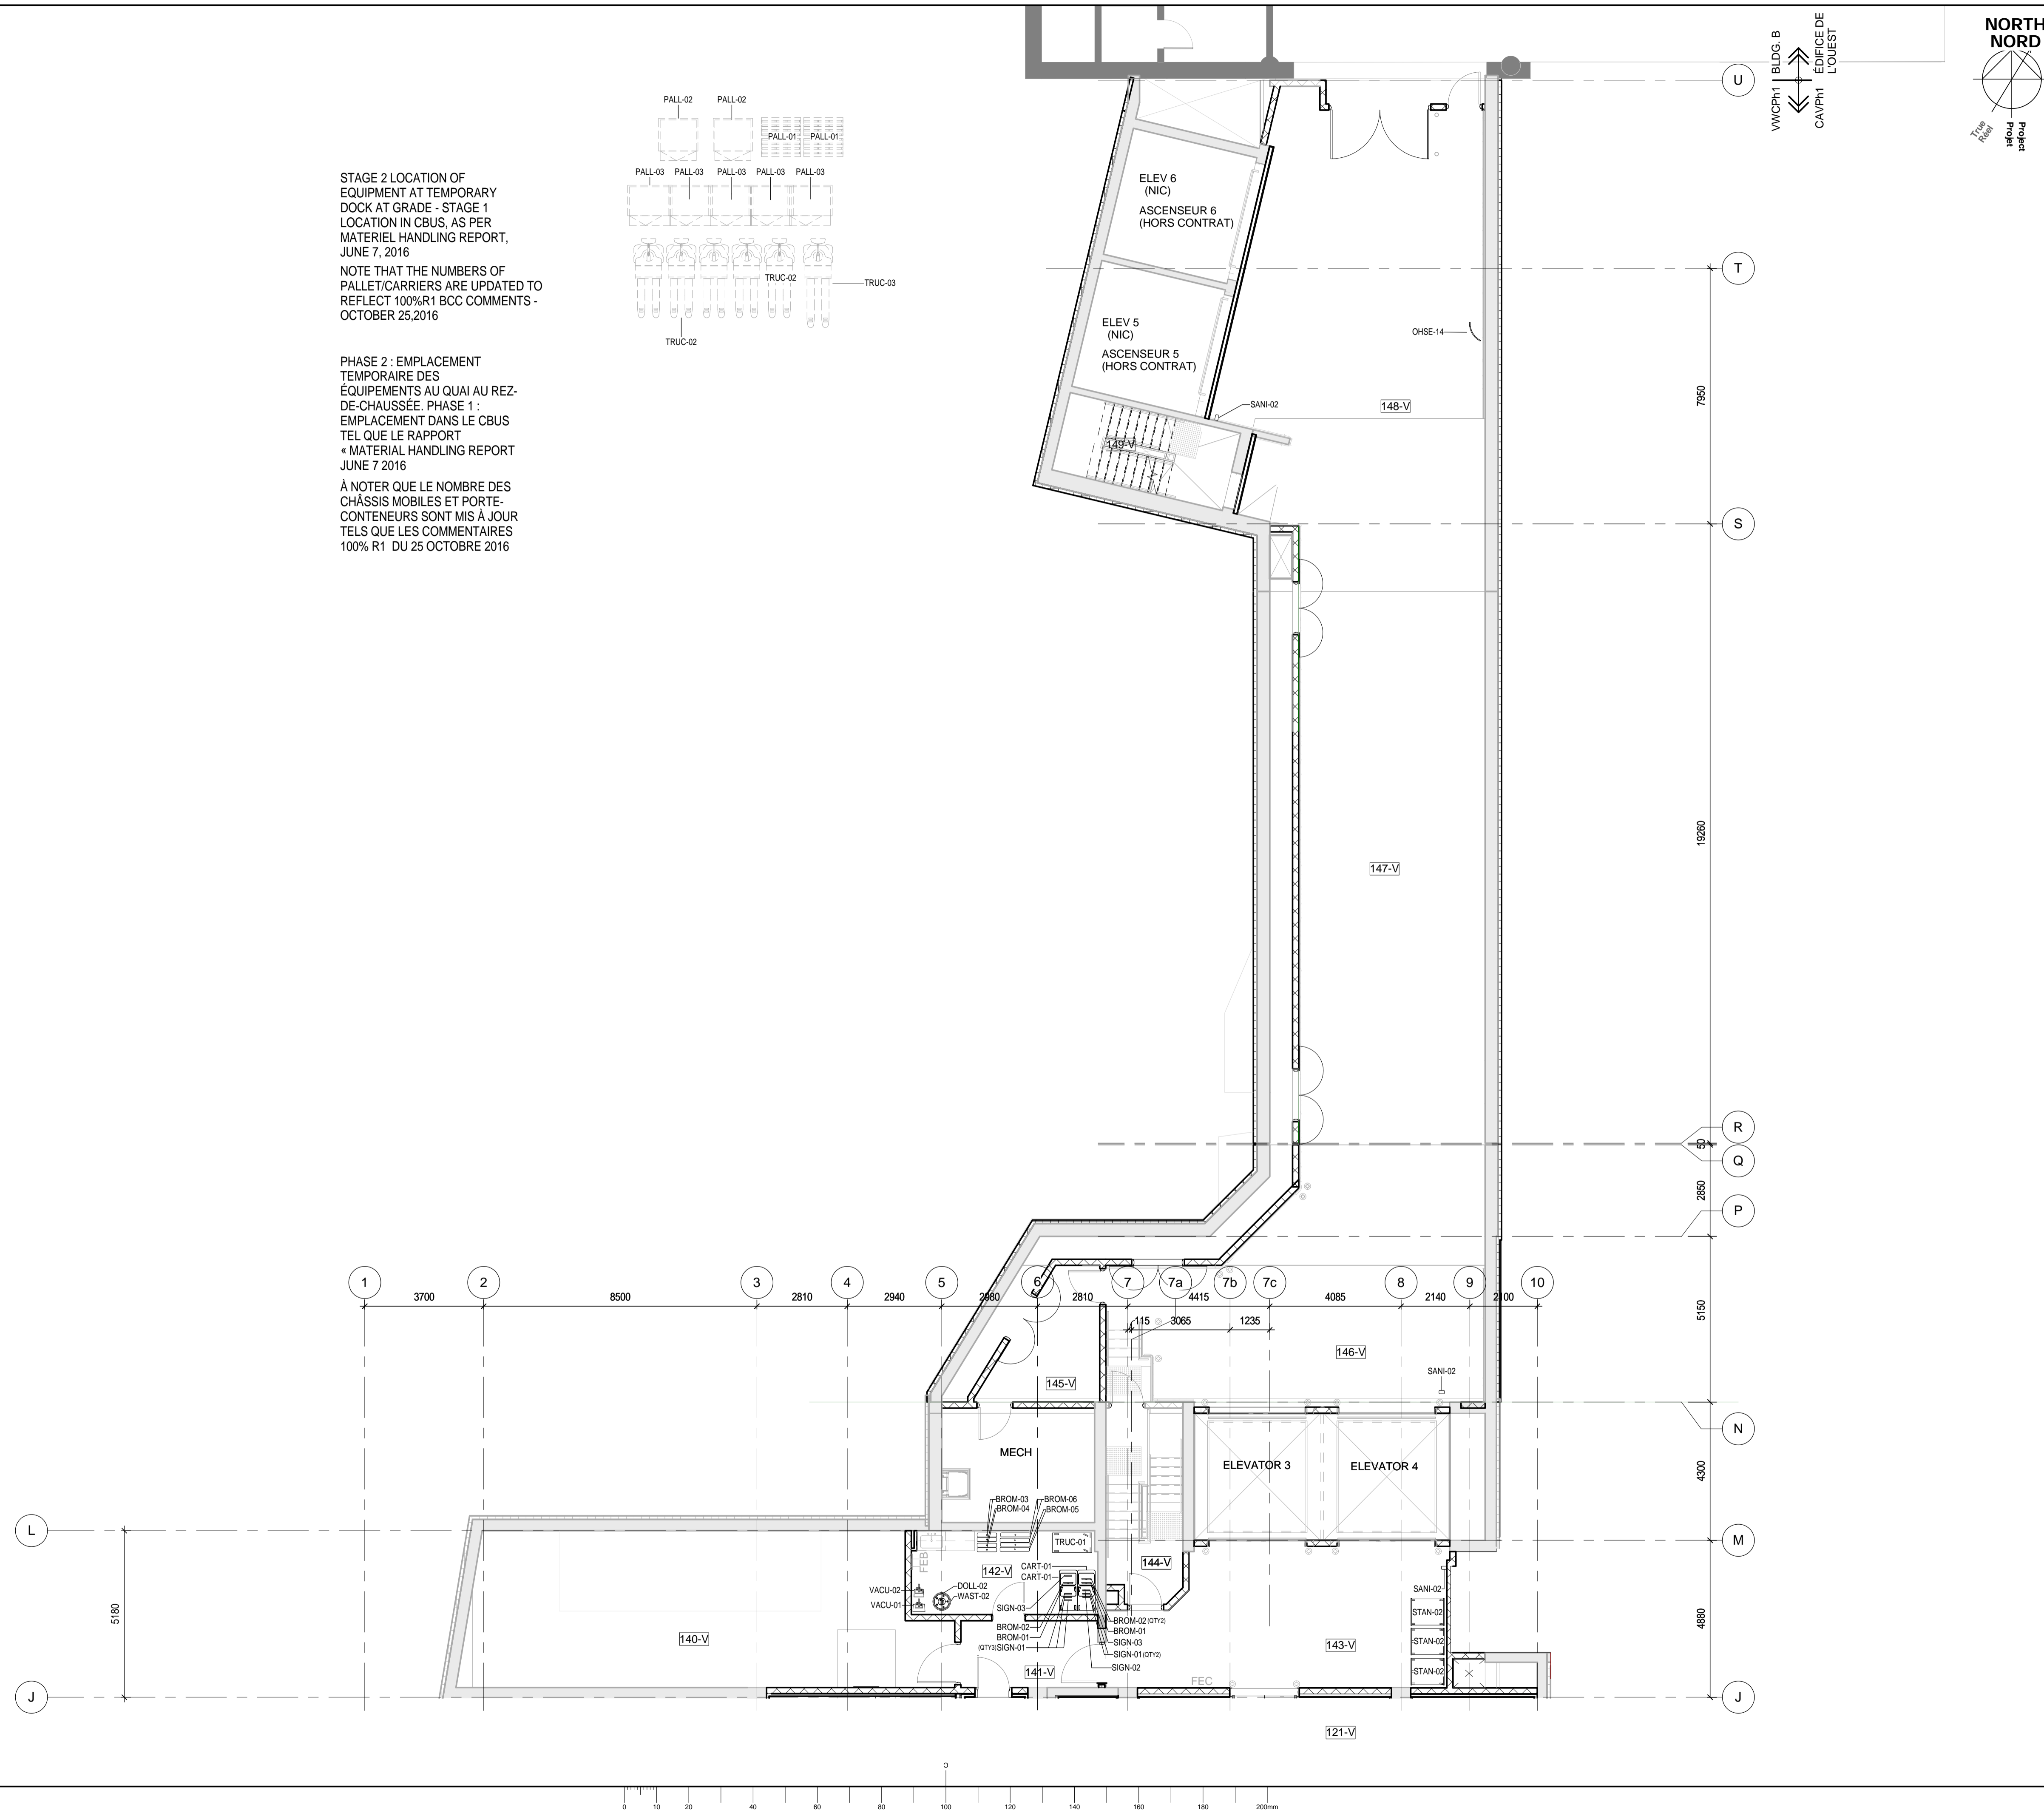 NORTH
NORD
True
Réel
Project
Projet
VWCPh1 BLDG. B
CAVPh1 ÉDIFICE DE
L'OUEST
PALL-02 PALL-02
PALL-01 PALL-01
PALL-03 PALL-03 PALL-03 PALL-03 PALL-03
TRUC-02
TRUC-03
TRUC-02
STAGE 2 LOCATION OF
EQUIPMENT AT TEMPORARY
DOCK AT GRADE - STAGE 1
LOCATION IN CBUS, AS PER
MATERIEL HANDLING REPORT,
JUNE 7, 2016
NOTE THAT THE NUMBERS OF
PALLET/CARRIERS ARE UPDATED TO
REFLECT 100%R1 BCC COMMENTS -
OCTOBER 25,2016
PHASE 2 : EMPLACEMENT
TEMPORAIRE DES
ÉQUIPEMENTS AU QUAI AU REZ-
DE-CHAUSSÉE. PHASE 1 :
EMPLACEMENT DANS LE CBUS
TEL QUE LE RAPPORT
« MATERIAL HANDLING REPORT
JUNE 7 2016
À NOTER QUE LE NOMBRE DES
CHÂSSIS MOBILES ET PORTE-
CONTENEURS SONT MIS À JOUR
TELS QUE LES COMMENTAIRES
100% R1 DU 25 OCTOBRE 2016
U
ELEV 6
(NIC)
ASCENSEUR 6
(HORS CONTRAT)
T
ELEV 5
(NIC)
ASCENSEUR 5
(HORS CONTRAT)
OHSE-14
SANI-02
148-V
7950
149-V
S
19260
147-V
R
50
Q
2850
P
1 2 3 4 5 6 7 7a 7b 7c 8 9 10
3700 8500 2810 2940 2980 2810 4415 4085 2140 2100
115 3065 1235
5150
146-V
SANI-02
145-V
N
MECH
ELEVATOR 3
ELEVATOR 4
4300
BROM-03
BROM-04
BROM-06
BROM-05
L
M
TRUC-01
FEB
142-V
CART-01
CART-01
144-V
VACU-02
VACU-01
DOLL-02
WAST-02
SIGN-03
BROM-02
BROM-01
(QTY3)SIGN-01
BROM-02 (QTY2)
BROM-01
SIGN-03
SIGN-01 (QTY2)
SIGN-02
SANI-02
STAN-02
STAN-02
STAN-02
5180
4880
140-V
143-V
141-V
FEC
J
J
121-V
0 10 20 40 60 80 100 120 140 160 180 200mm